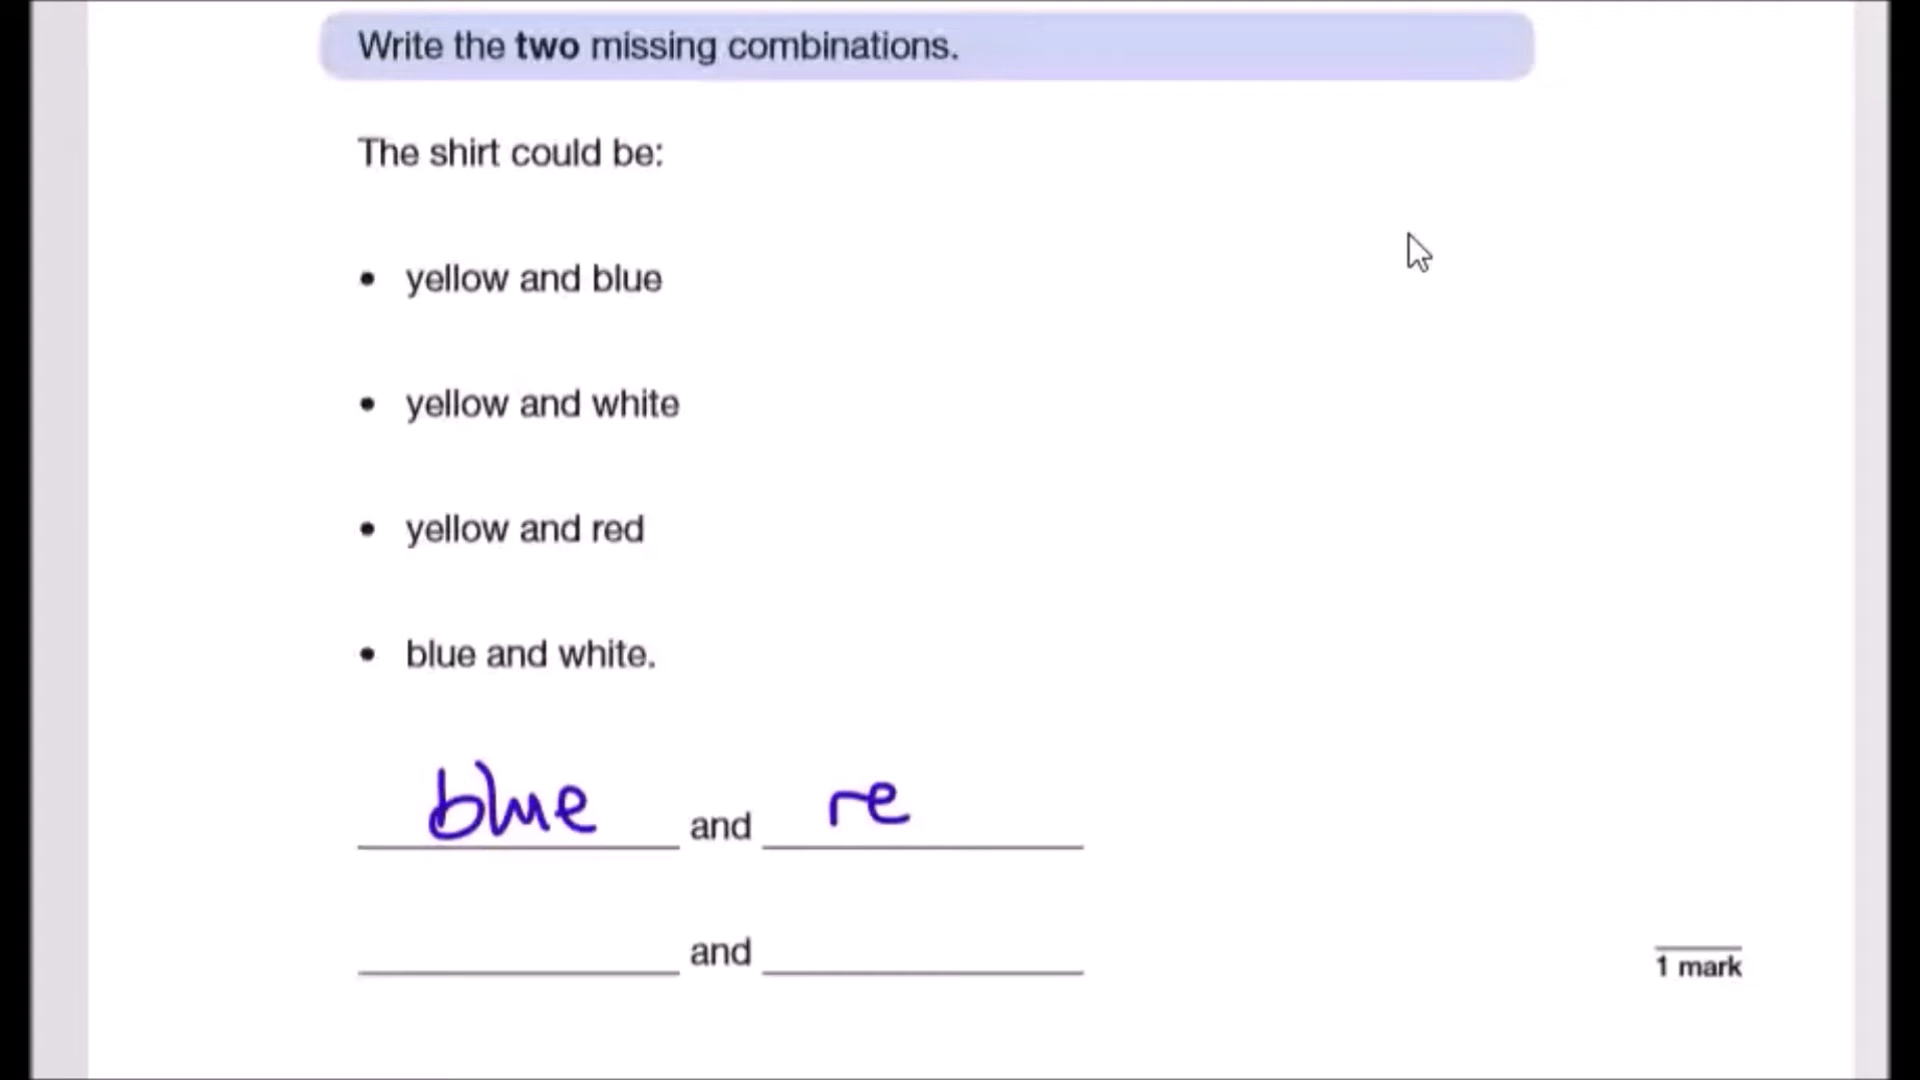 Write the two missing combinations.
The shirt could be:
• yellow and blue
• yellow and white
• yellow and red
• blue and white.
blue and re
and
1 mark